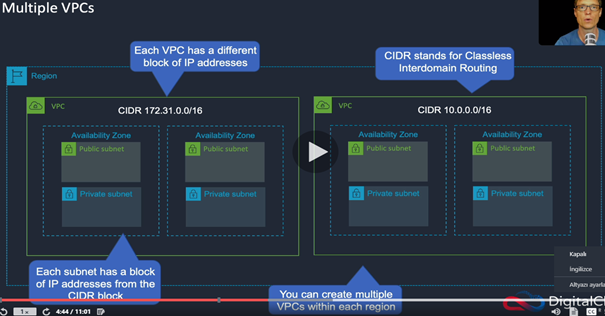 Multiple VPCs
Each VPC has a different
block of IP addresses
CIDR stands for Classless
Interdomain Routing
Region
VPC
CIDR 172.31.0.0/16
Availability Zone
Public subnet
Private subnet
Availability Zone
Public subnet
Private subnet
VPC
CIDR 10.0.0.0/16
Availability Zone
Public subnet
Private subnet
Availability Zone
Public subnet
Private subnet
Each subnet has a block
of IP addresses from the
CIDR block
You can create multiple
VPCs within each region
Kapalı
İngilizce
Altyazı ayarla
1×
4:44 / 11:01
CC